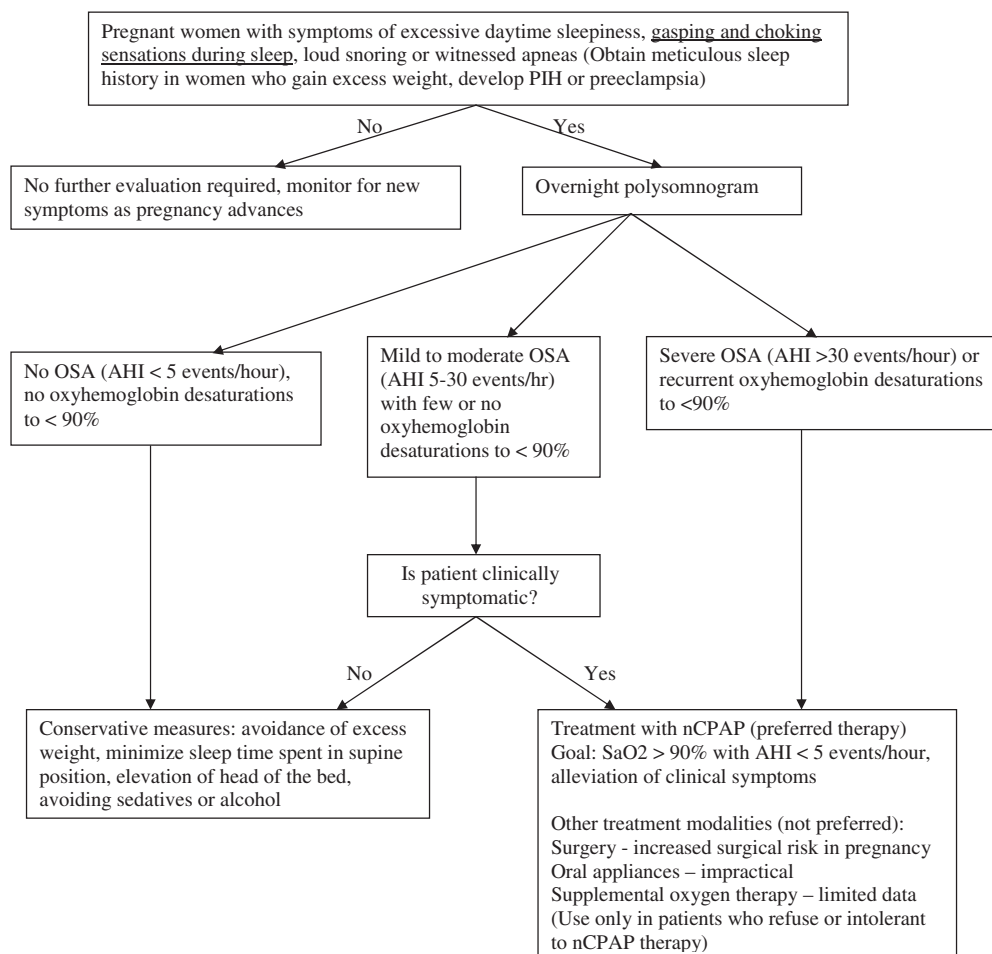 Pregnant women with symptoms of excessive daytime sleepiness, gasping and choking
sensations during sleep, loud snoring or witnessed apneas (Obtain meticulous sleep
history in women who gain excess weight, develop PIH or preeclampsia)
No
Yes
No further evaluation required, monitor for new
symptoms as pregnancy advances
Overnight polysomnogram
No OSA (AHI < 5 events/hour),
no oxyhemoglobin desaturations
to < 90%
Mild to moderate OSA
(AHI 5-30 events/hr)
with few or no
oxyhemoglobin
desaturations to < 90%
Severe OSA (AHI >30 events/hour) or
recurrent oxyhemoglobin desaturations
to <90%
Is patient clinically
symptomatic?
No
Yes
Conservative measures: avoidance of excess
weight, minimize sleep time spent in supine
position, elevation of head of the bed,
avoiding sedatives or alcohol
Treatment with nCPAP (preferred therapy)
Goal: SaO2 > 90% with AHI < 5 events/hour,
alleviation of clinical symptoms
Other treatment modalities (not preferred):
Surgery - increased surgical risk in pregnancy
Oral appliances – impractical
Supplemental oxygen therapy – limited data
(Use only in patients who refuse or intolerant
to nCPAP therapy)